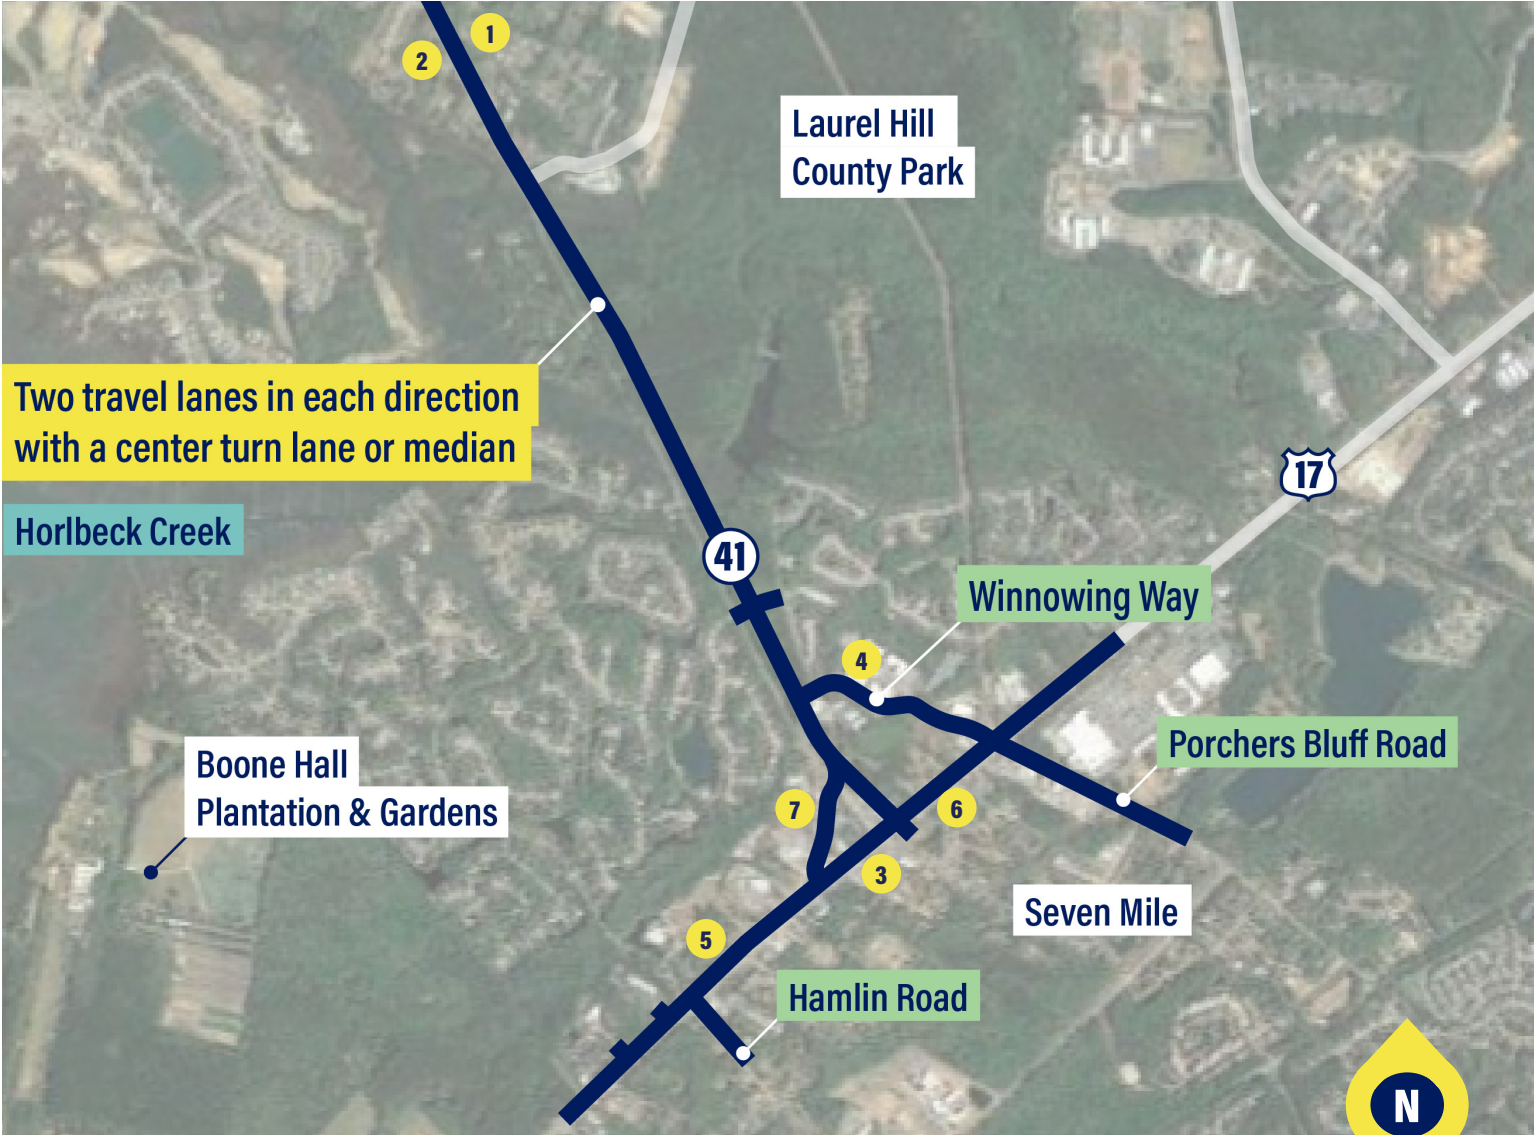 1
2
Laurel Hill
County Park
Two travel lanes in each direction
with a center turn lane or median
17
Horlbeck Creek
41
Winnowing Way
4
Porchers Bluff Road
Boone Hall
Plantation & Gardens
7
6
3
Seven Mile
5
Hamlin Road
N